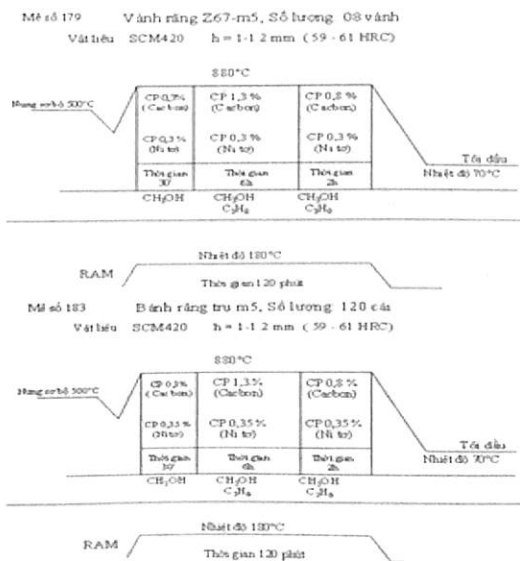 Mẻ số 179 Vành răng Z67-m5, Số lượng 08 vành
Vật liệu SCM420 h = 1-1.2 mm (59 - 61 HRC)
880°C
Nung sơ bộ 500°C
CP 0,7% (Cacbon)
CP 1,3% (Cacbon)
CP 0,8% (Cacbon)
CP 0,3% (Ni tơ)
CP 0,3% (Ni tơ)
CP 0,3% (Ni tơ)
Thời gian 30'
Thời gian 6h
Thời gian 2h
Tôi dầu
Nhiệt độ 70°C
CH₃OH
CH₃OH C₃H₈
CH₃OH C₃H₈
Nhiệt độ 180°C
RAM
Thời gian 120 phút
Mẻ số 183 Bánh răng trụ m5, Số lượng 120 cái
Vật liệu SCM420 h = 1-1.2 mm (59 - 61 HRC)
880°C
Nung sơ bộ 500°C
(Cacbon)
CP 1,3% (Cacbon)
CP 0,8% (Cacbon)
CP 0,35% (Ni tơ)
CP 0,35% (Ni tơ)
CP 0,35% (Ni tơ)
Thời gian 30'
Thời gian 6h
Thời gian 2h
Tôi dầu
Nhiệt độ 70°C
CH₃OH
CH₃OH C₃H₈
CH₃OH C₃H₈
Nhiệt độ 180°C
RAM
Thời gian 120 phút